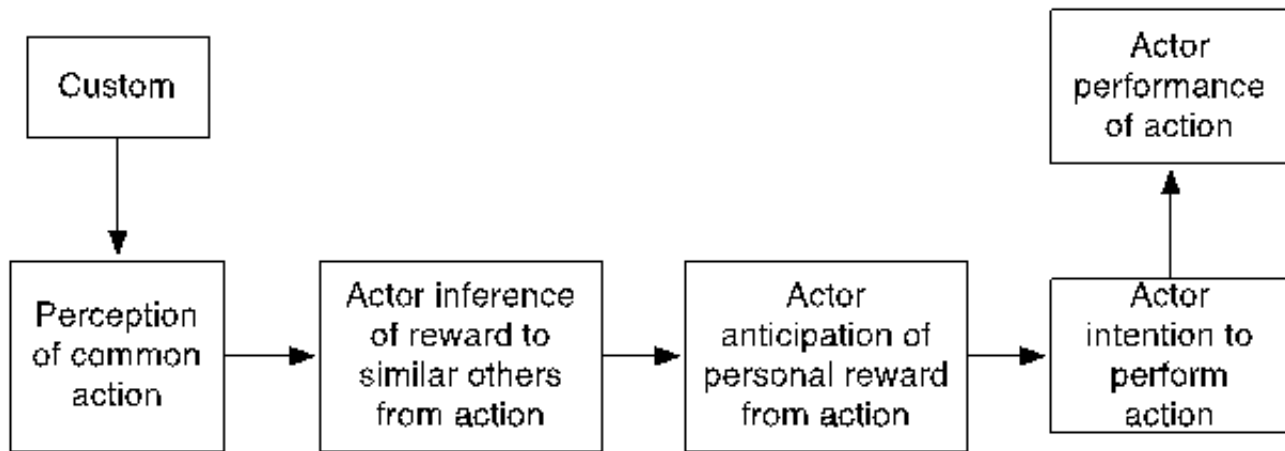 Custom
Perception
of common
action
Actor inference
of reward to
similar others
from action
Actor
anticipation of
personal reward
from action
Actor
intention to
perform
action
Actor
performance
of action